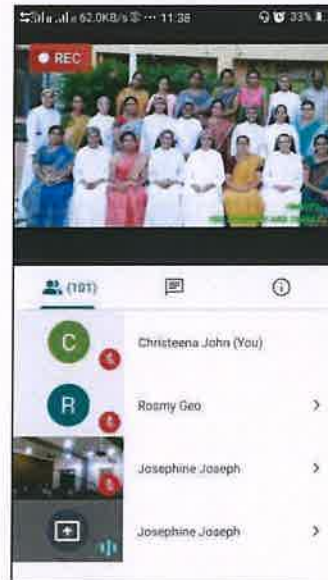 62.0KB/s ··· 11:38 33%
REC
(101)
C Christeena John (You)
R Rosmy Geo
Josephine Joseph
Josephine Joseph